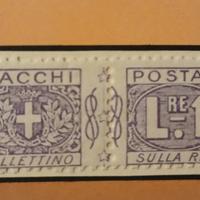 ACCHI POSTA
L.RE 1
LLETTINO SULLA R